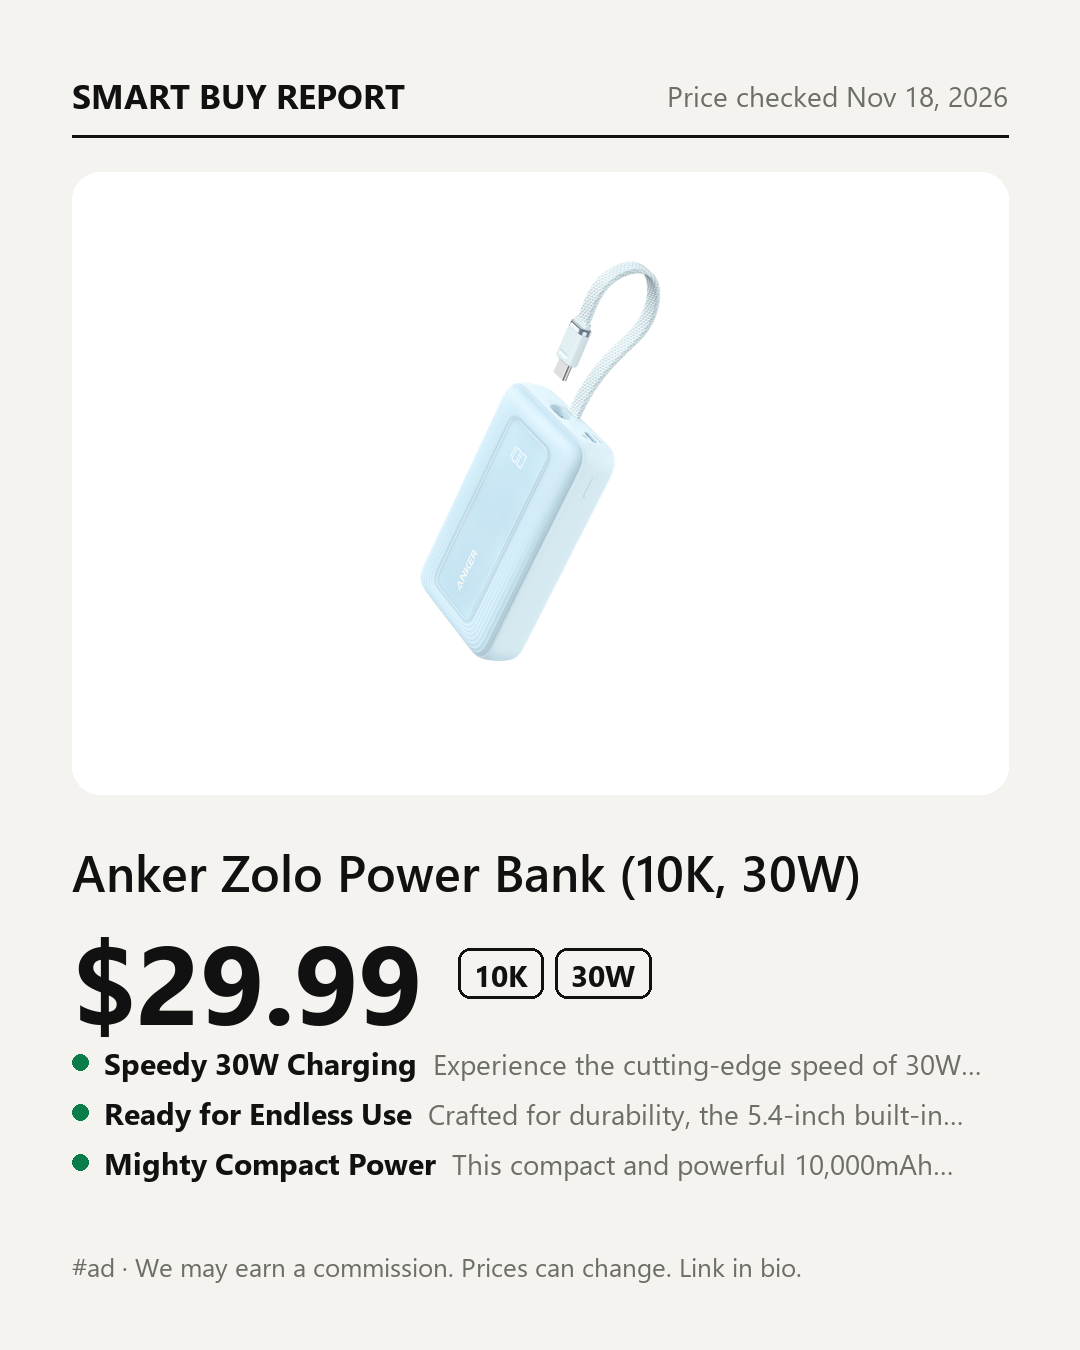 SMART BUY REPORT
Price checked Nov 18, 2026
100
ANKER
Anker Zolo Power Bank (10K, 30W)
$29.99 10K 30W
Speedy 30W Charging Experience the cutting-edge speed of 30W...
Ready for Endless Use Crafted for durability, the 5.4-inch built-in...
Mighty Compact Power This compact and powerful 10,000mAh...
#ad · We may earn a commission. Prices can change. Link in bio.